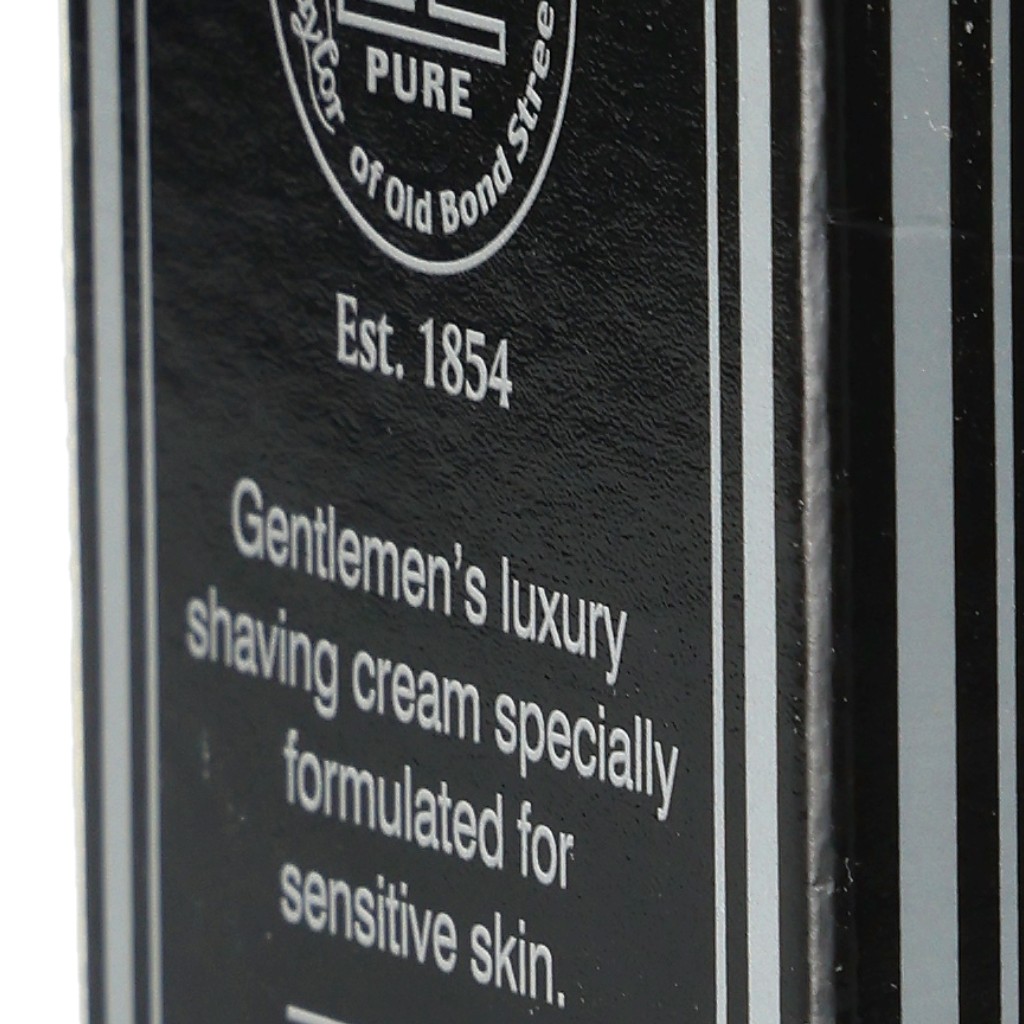 PURE
of Old Bond Stree
Est. 1854
Gentlemen's luxury
shaving cream specially
formulated for
sensitive skin.